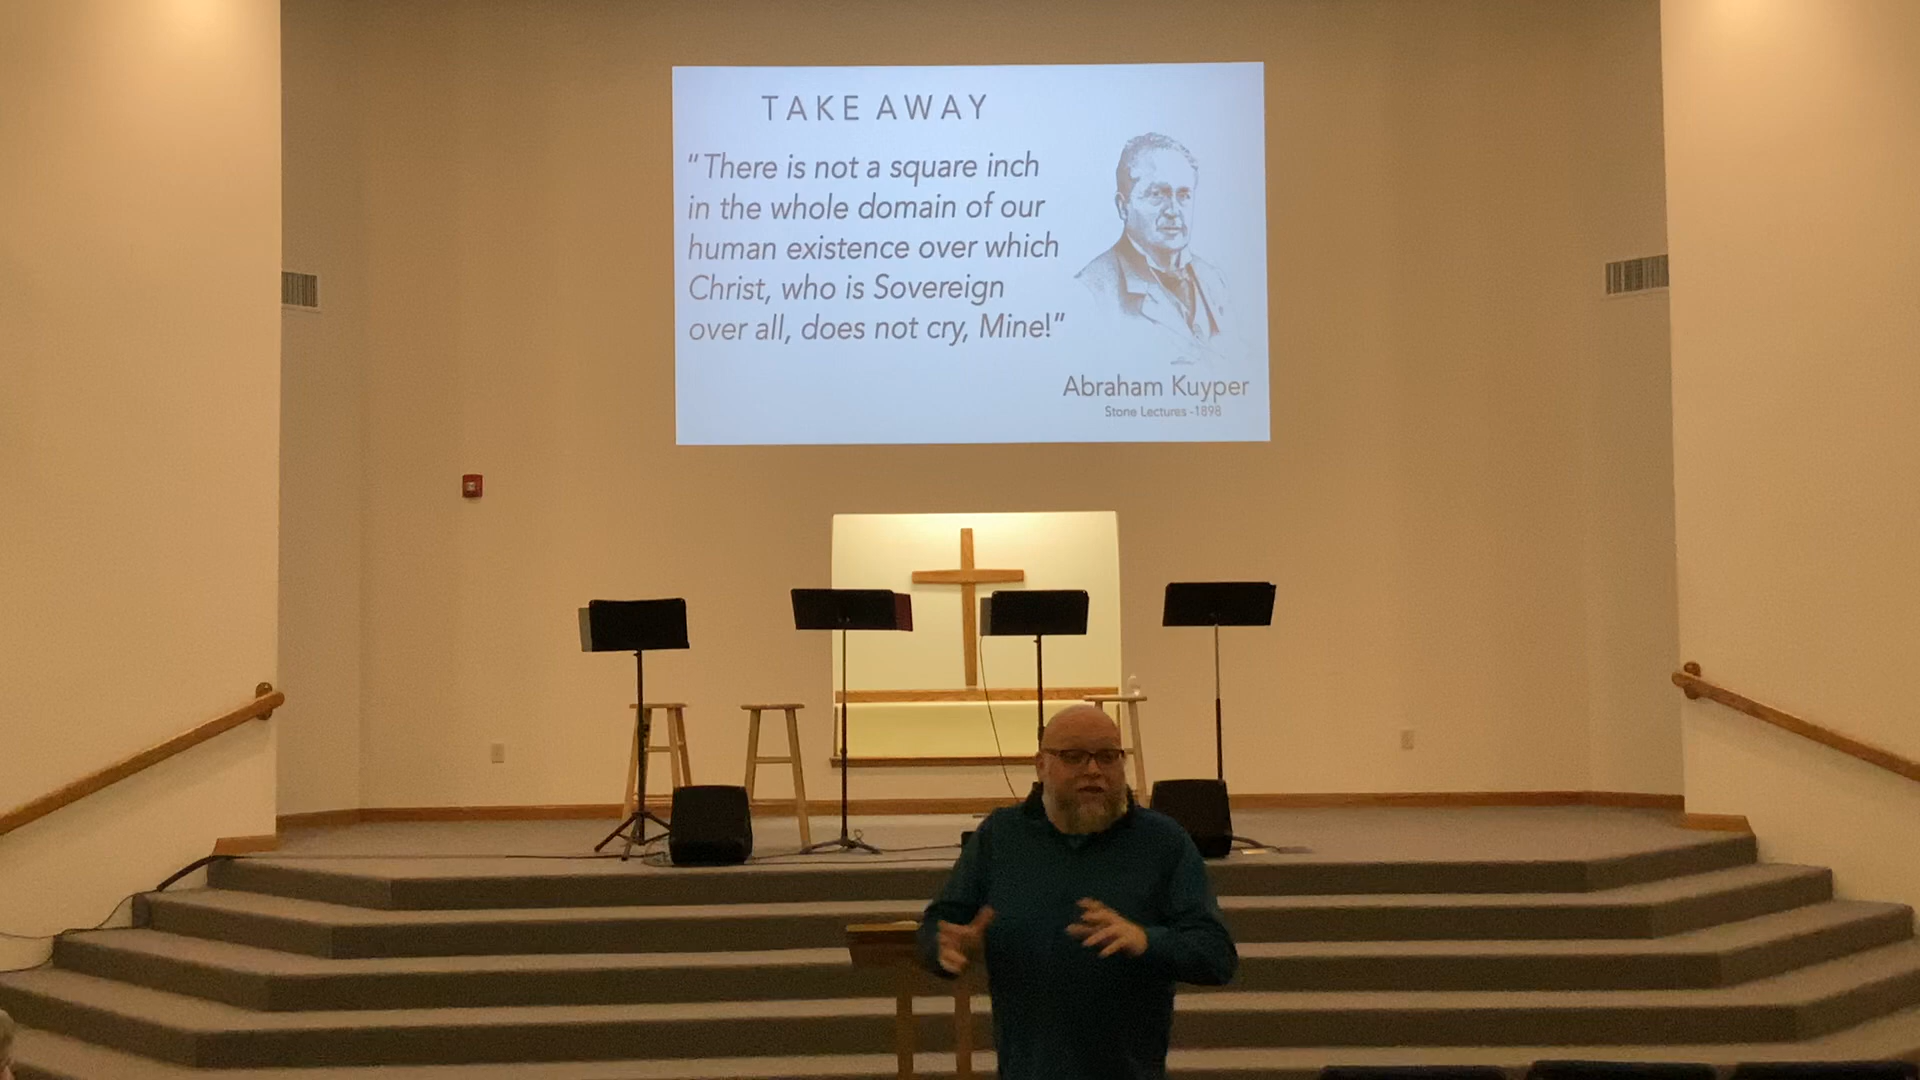 TAKE AWAY
“There is not a square inch
in the whole domain of our
human existence over which
Christ, who is Sovereign
over all, does not cry, Mine!”
Abraham Kuyper
Stone Lectures -1898